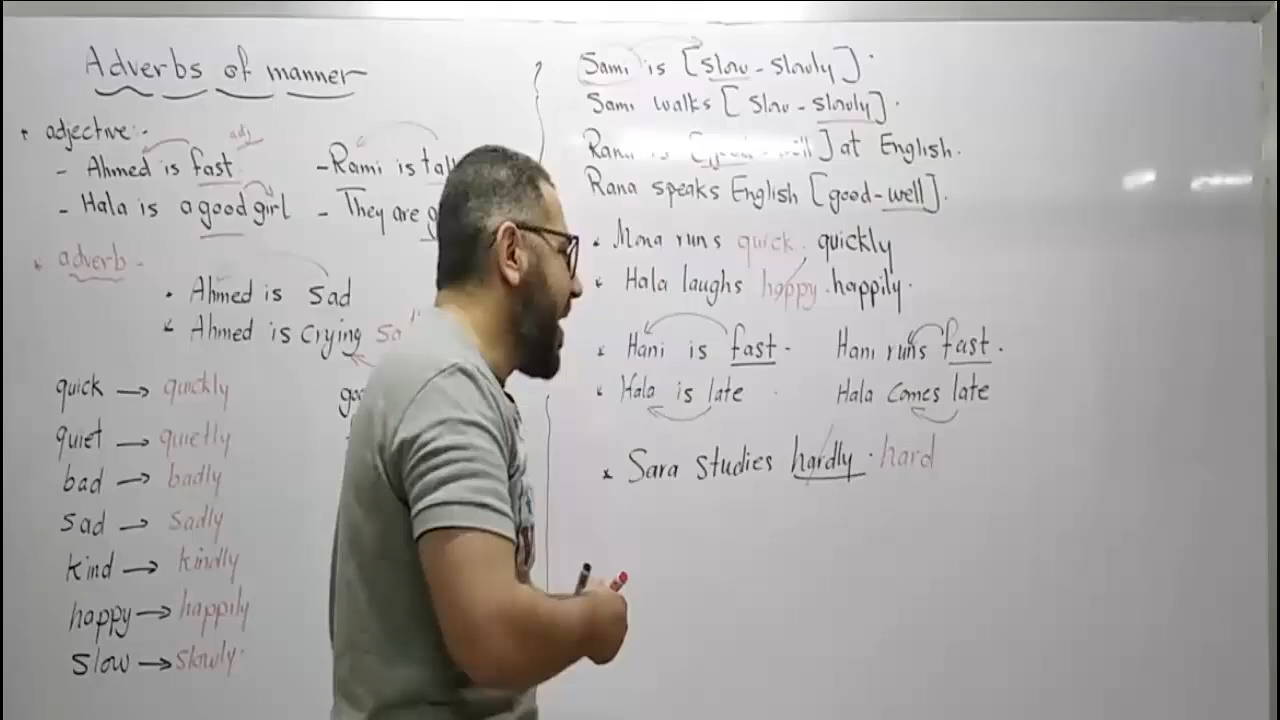 Adverbs of manner
* adjective:-
- Ahmed is fast adj
- Hala is a good girl
- Rami is
- They are
* adverb -
• Ahmed is sad
* Ahmed is crying
quick → quickly
quiet → quietly
bad → badly
sad → sadly
kind → kindly
happy → happily
slow → slowly.
Sami is [slow - slowly].
Sami walks [slow - slowly].
is [good - well] at English.
Rana speaks English [good - well].
* Mona runs quick. quickly
* Hala laughs happy. happily.
* Hani is fast. Hani runs fast.
* Hala is late. Hala comes late
* Sara studies hardly. hard